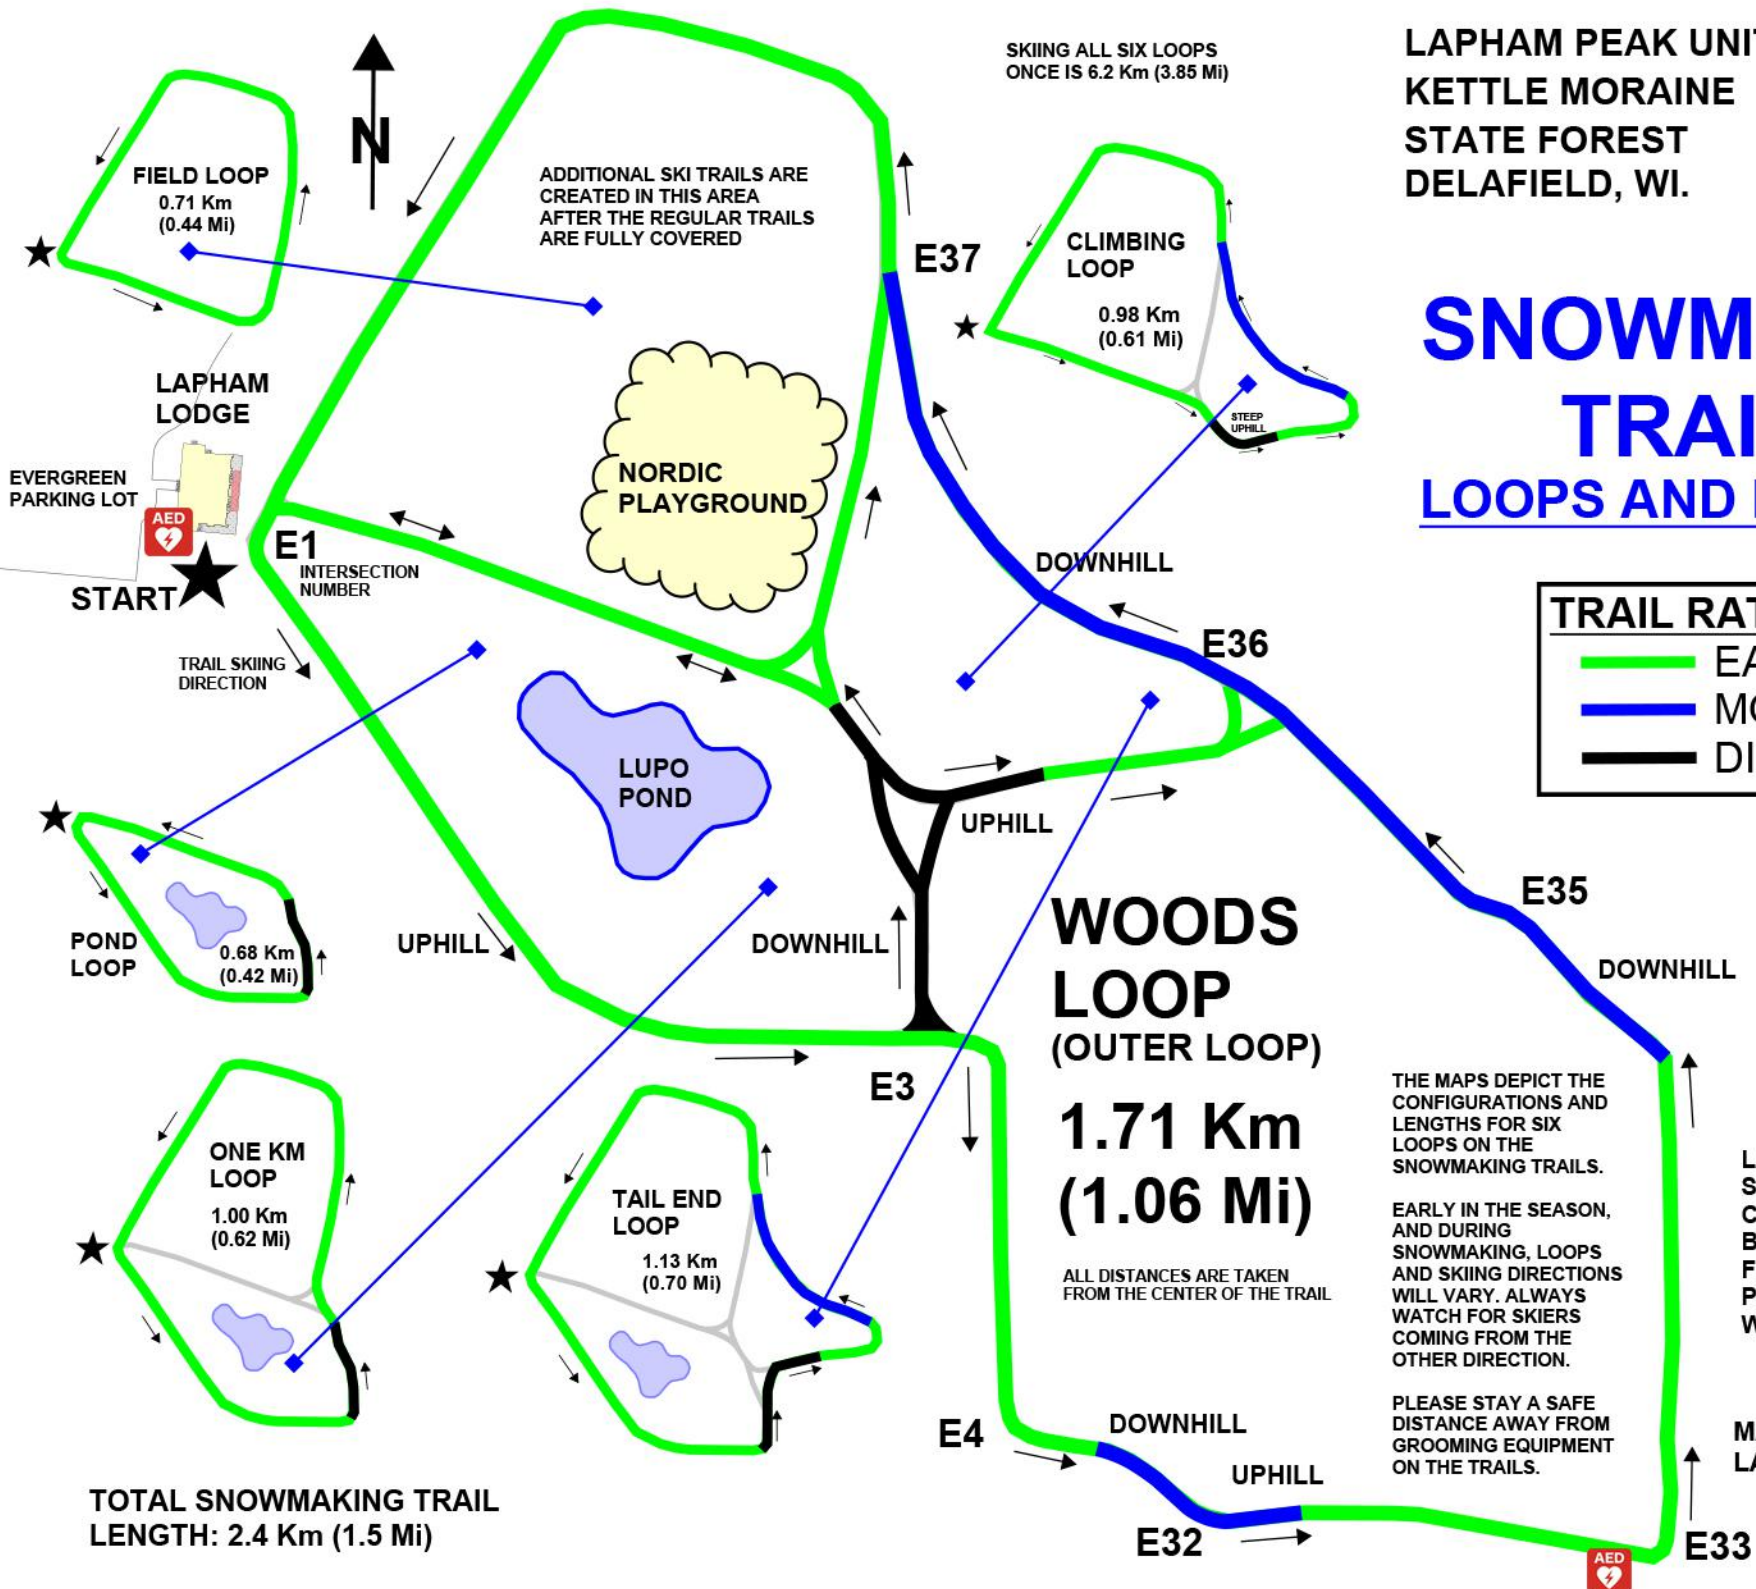 SKIING ALL SIX LOOPS
ONCE IS 6.2 Km (3.85 Mi)
LAPHAM PEAK UNIT
KETTLE MORAINE
STATE FOREST
DELAFIELD, WI.
N
FIELD LOOP
0.71 Km
(0.44 Mi)
ADDITIONAL SKI TRAILS ARE
CREATED IN THIS AREA
AFTER THE REGULAR TRAILS
ARE FULLY COVERED
E37
CLIMBING
LOOP
0.98 Km
(0.61 Mi)
STEEP
UPHILL
SNOWM
TRAI
LOOPS AND
LAPHAM
LODGE
EVERGREEN
PARKING LOT
AED
START
E1
INTERSECTION
NUMBER
NORDIC
PLAYGROUND
DOWNHILL
E36
TRAIL RAT
EA
MO
DI
TRAIL SKIING
DIRECTION
LUPO
POND
UPHILL
E35
DOWNHILL
POND
LOOP
0.68 Km
(0.42 Mi)
UPHILL
DOWNHILL
WOODS
LOOP
(OUTER LOOP)
1.71 Km
(1.06 Mi)
ALL DISTANCES ARE TAKEN
FROM THE CENTER OF THE TRAIL
E3
THE MAPS DEPICT THE
CONFIGURATIONS AND
LENGTHS FOR SIX
LOOPS ON THE
SNOWMAKING TRAILS.
EARLY IN THE SEASON,
AND DURING
SNOWMAKING, LOOPS
AND SKIING DIRECTIONS
WILL VARY. ALWAYS
WATCH FOR SKIERS
COMING FROM THE
OTHER DIRECTION.
PLEASE STAY A SAFE
DISTANCE AWAY FROM
GROOMING EQUIPMENT
ON THE TRAILS.
L
S
C
B
F
P
W
MA
LA
ONE KM
LOOP
1.00 Km
(0.62 Mi)
TAIL END
LOOP
1.13 Km
(0.70 Mi)
E4
DOWNHILL
UPHILL
E32
E33
AED
TOTAL SNOWMAKING TRAIL
LENGTH: 2.4 Km (1.5 Mi)